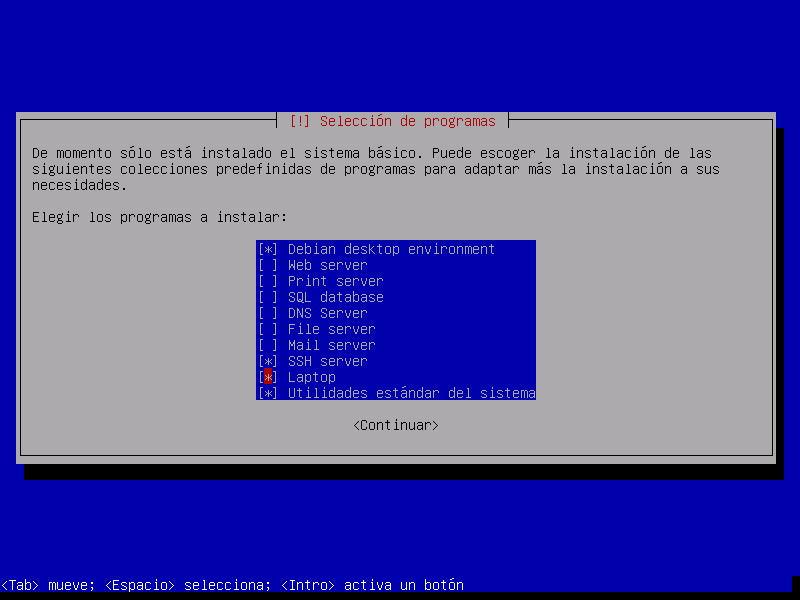 [!] Selección de programas
De momento sólo está instalado el sistema básico. Puede escoger la instalación de las
siguientes colecciones predefinidas de programas para adaptar más la instalación a sus
necesidades.
Elegir los programas a instalar:
[*] Debian desktop environment
[ ] Web server
[ ] Print server
[ ] SQL database
[ ] DNS Server
[ ] File server
[ ] Mail server
[*] SSH server
[*] Laptop
[*] Utilidades estándar del sistema
<Continuar>
<Tab> mueve; <Espacio> selecciona; <Intro> activa un botón